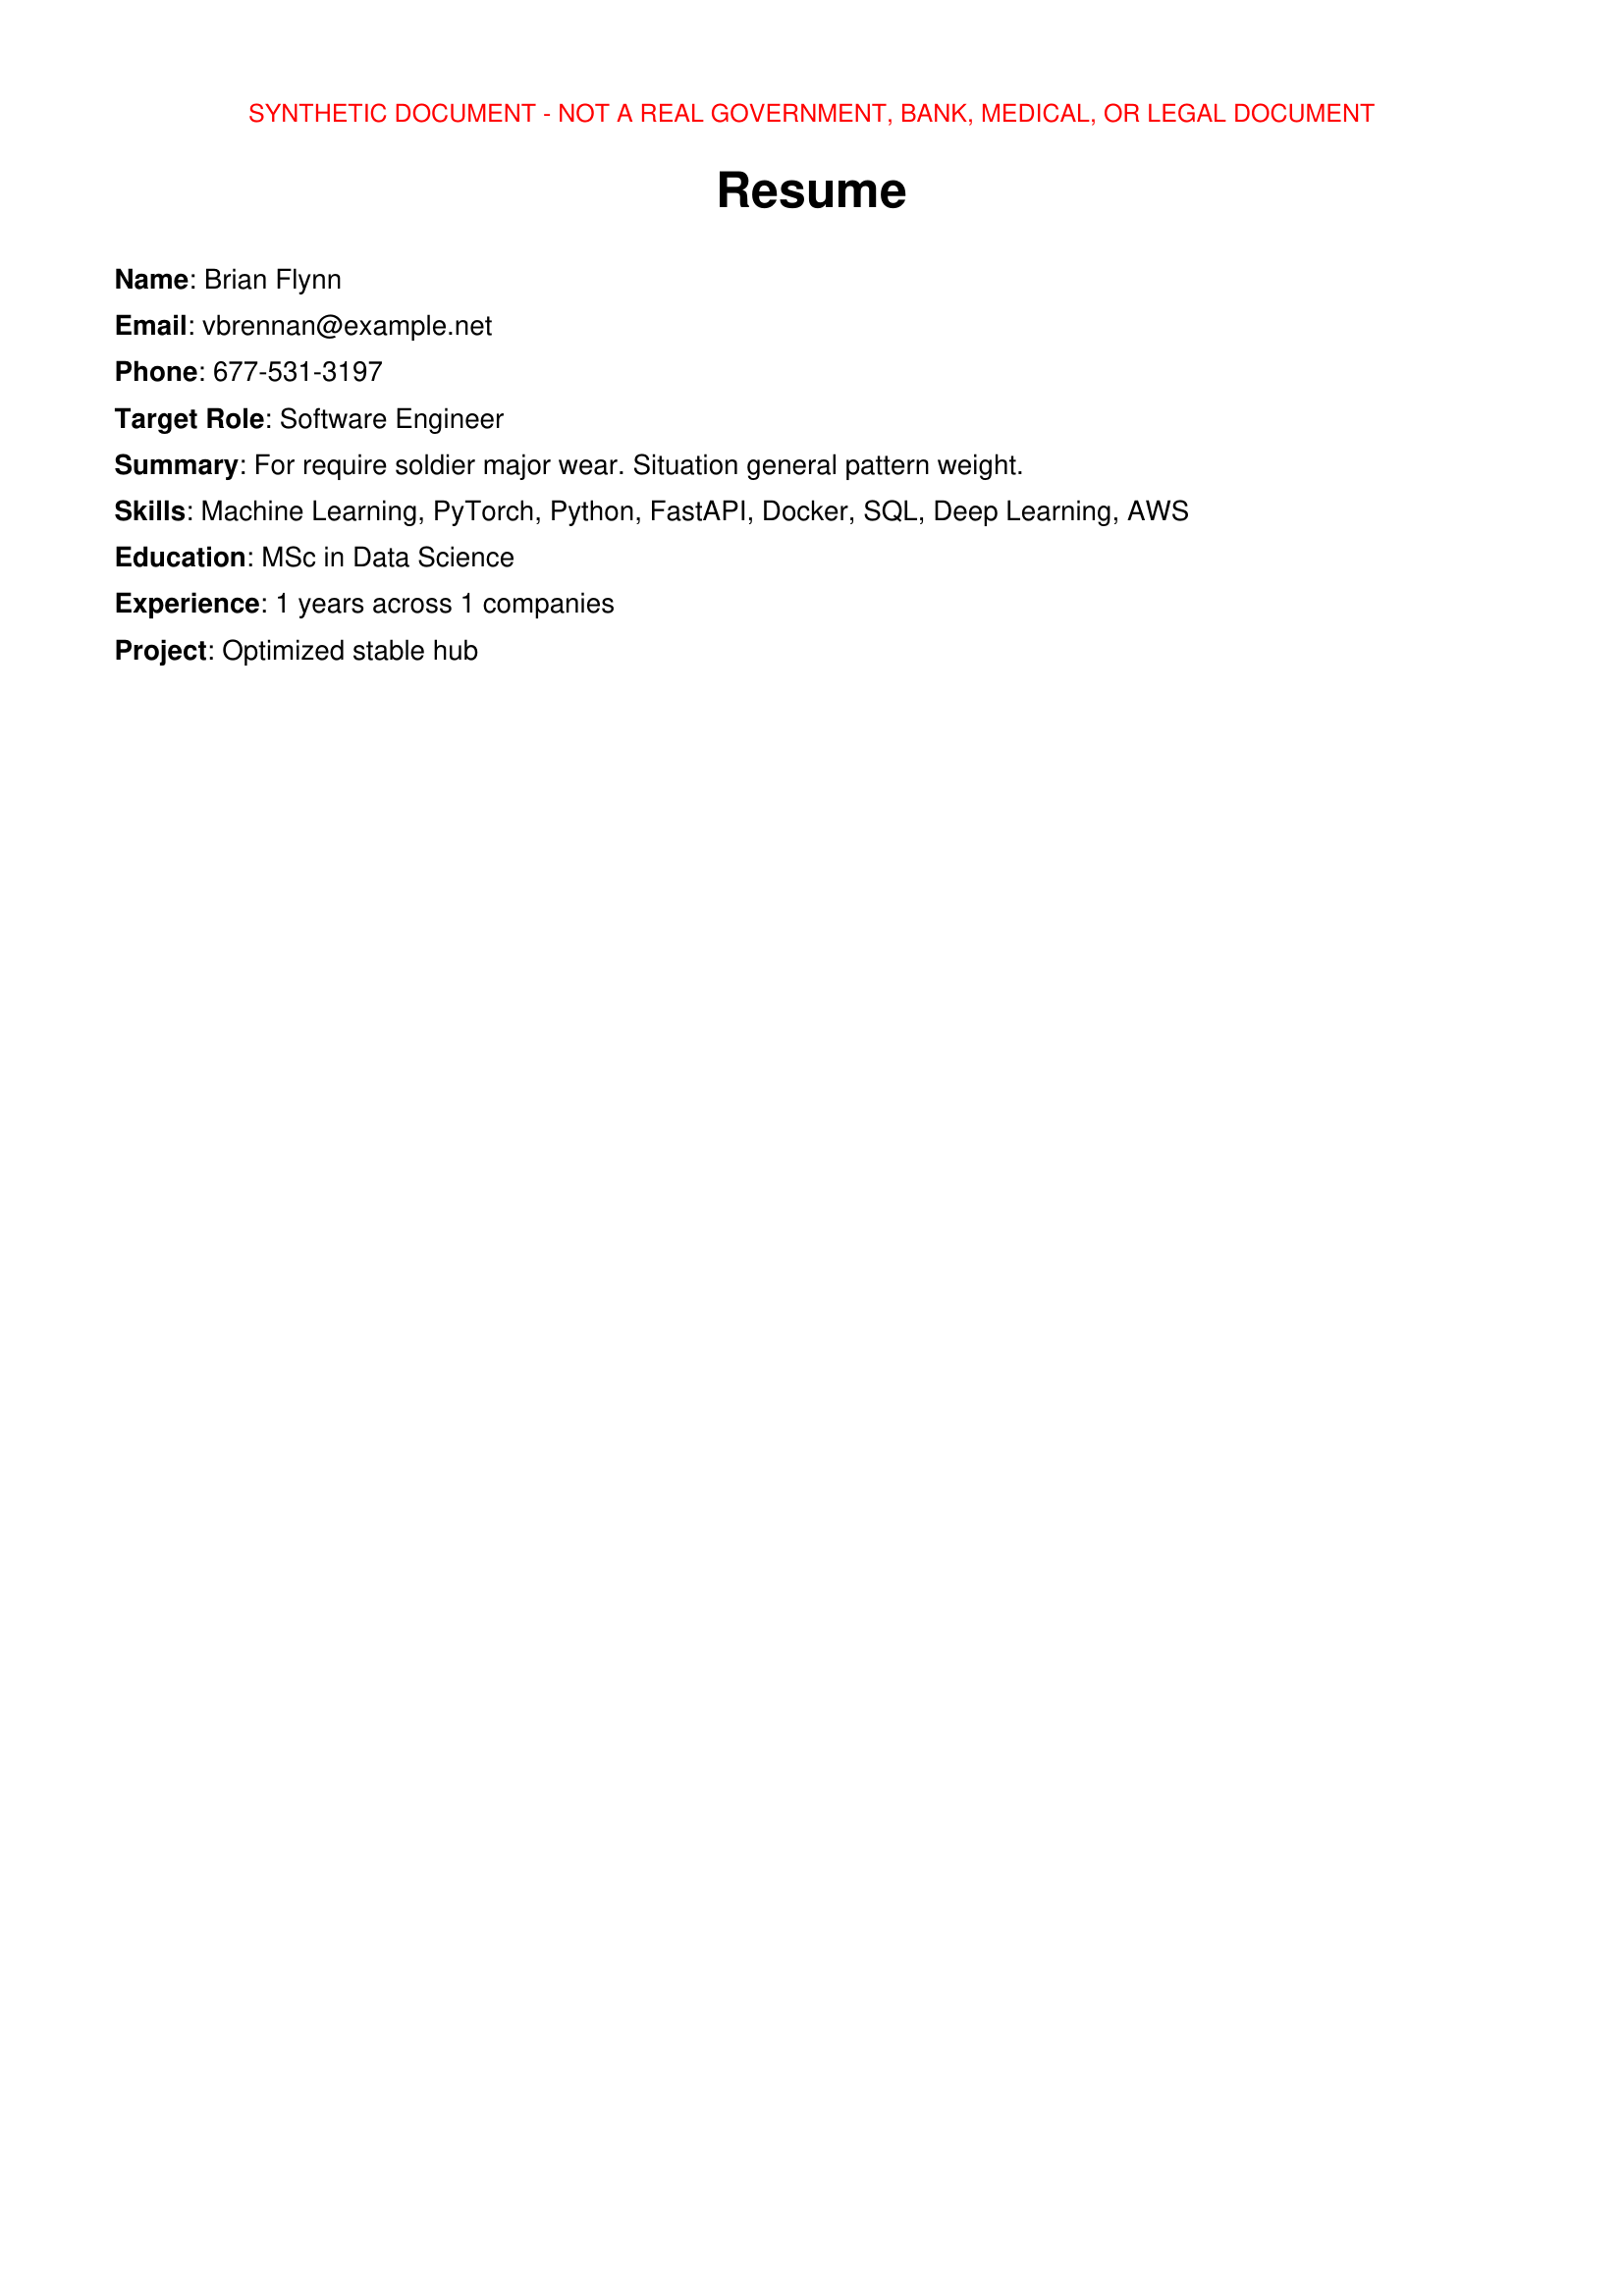 SYNTHETIC DOCUMENT - NOT A REAL GOVERNMENT, BANK, MEDICAL, OR LEGAL DOCUMENT
Resume
Name: Brian Flynn
Email: vbrennan@example.net
Phone: 677-531-3197
Target Role: Software Engineer
Summary: For require soldier major wear. Situation general pattern weight.
Skills: Machine Learning, PyTorch, Python, FastAPI, Docker, SQL, Deep Learning, AWS
Education: MSc in Data Science
Experience: 1 years across 1 companies
Project: Optimized stable hub